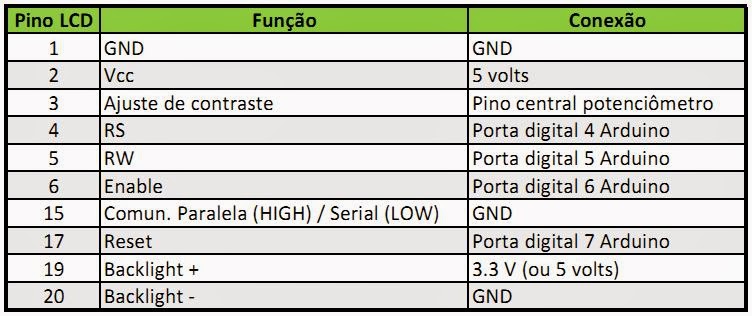 Pino LCD Função Conexão
1 GND GND
2 Vcc 5 volts
3 Ajuste de contraste Pino central potenciômetro
4 RS Porta digital 4 Arduino
5 RW Porta digital 5 Arduino
6 Enable Porta digital 6 Arduino
15 Comun. Paralela (HIGH) / Serial (LOW) GND
17 Reset Porta digital 7 Arduino
19 Backlight + 3.3 V (ou 5 volts)
20 Backlight - GND